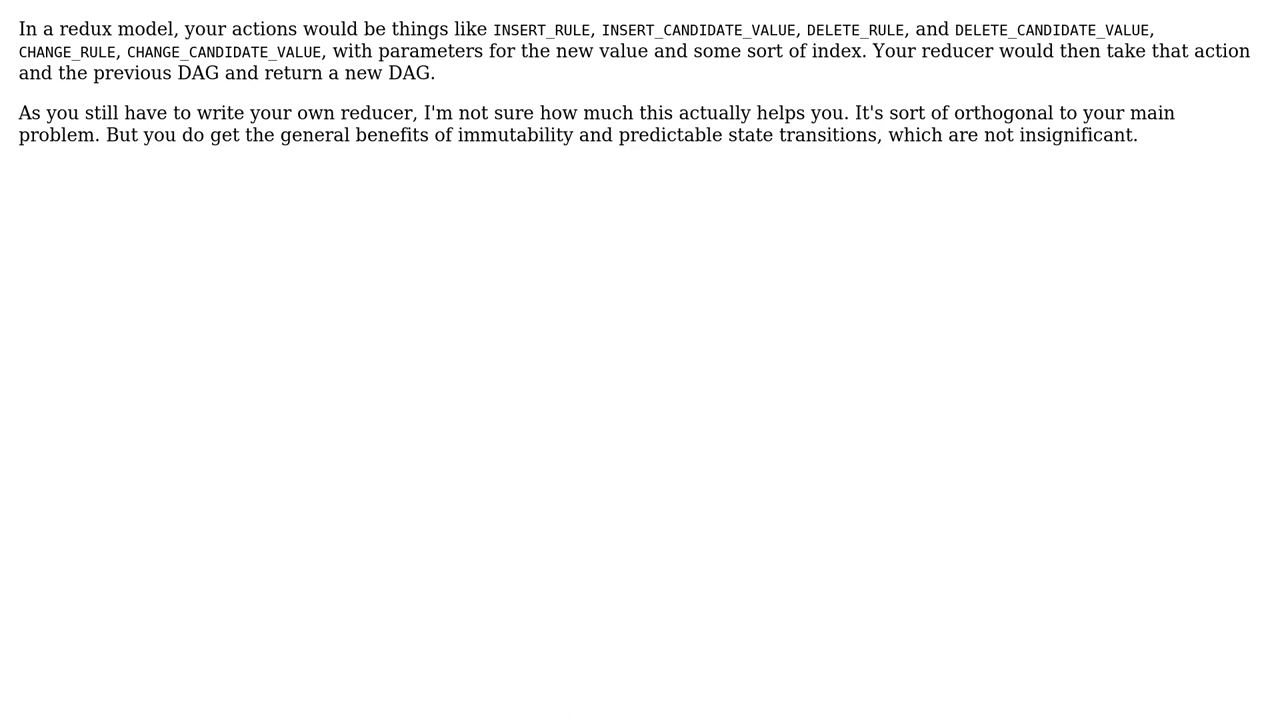 In a redux model, your actions would be things like INSERT_RULE, INSERT_CANDIDATE_VALUE, DELETE_RULE, and DELETE_CANDIDATE_VALUE,
CHANGE_RULE, CHANGE_CANDIDATE_VALUE, with parameters for the new value and some sort of index. Your reducer would then take that action
and the previous DAG and return a new DAG.
As you still have to write your own reducer, I'm not sure how much this actually helps you. It's sort of orthogonal to your main
problem. But you do get the general benefits of immutability and predictable state transitions, which are not insignificant.